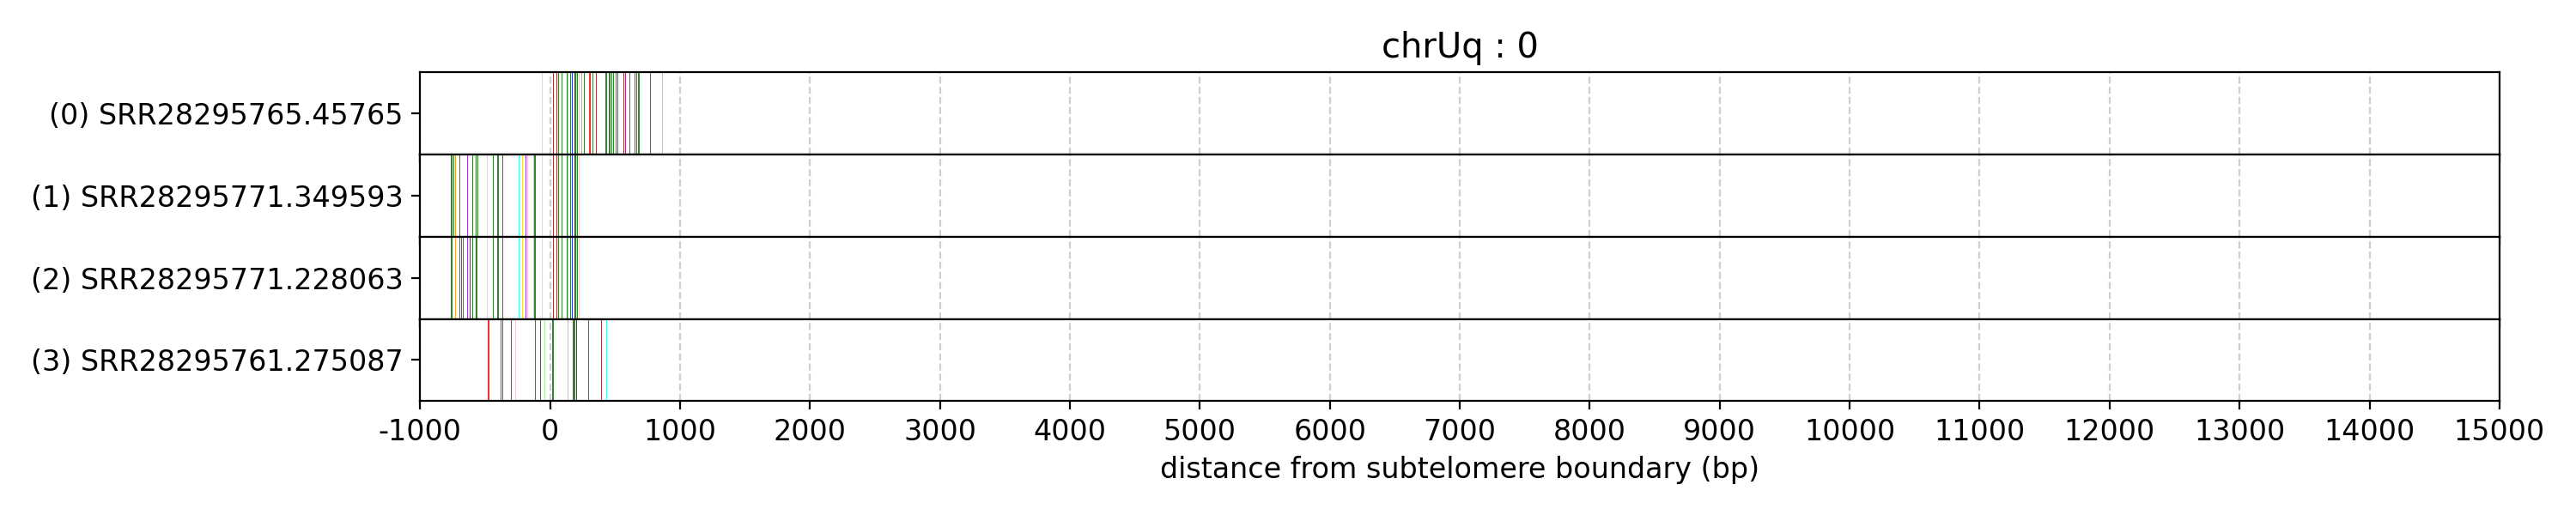 chrUq : 0
(0) SRR28295765.45765
(1) SRR28295771.349593
(2) SRR28295771.228063
(3) SRR28295761.275087
-1000 0 1000 2000 3000 4000 5000 6000 7000 8000 9000 10000 11000 12000 13000 14000 15000
distance from subtelomere boundary (bp)